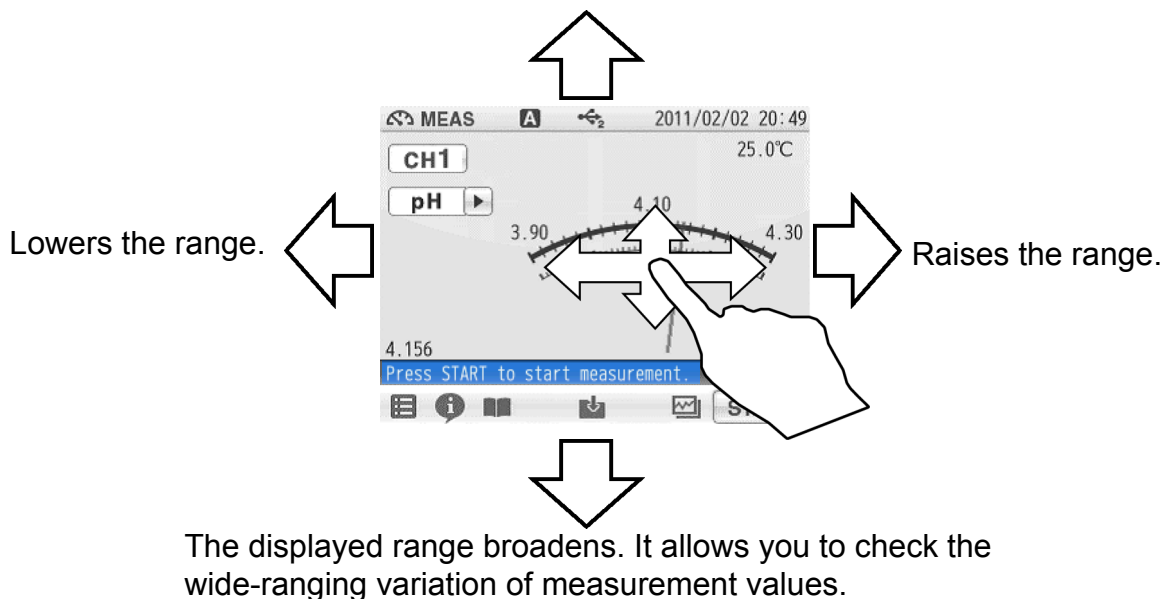 MEAS A 2 2011/02/02 20:49
CH1 25.0℃
pH
4.10
3.90 4.30
Lowers the range.
Raises the range.
4.156
Press START to start measurement.
The displayed range broadens. It allows you to check the
wide-ranging variation of measurement values.